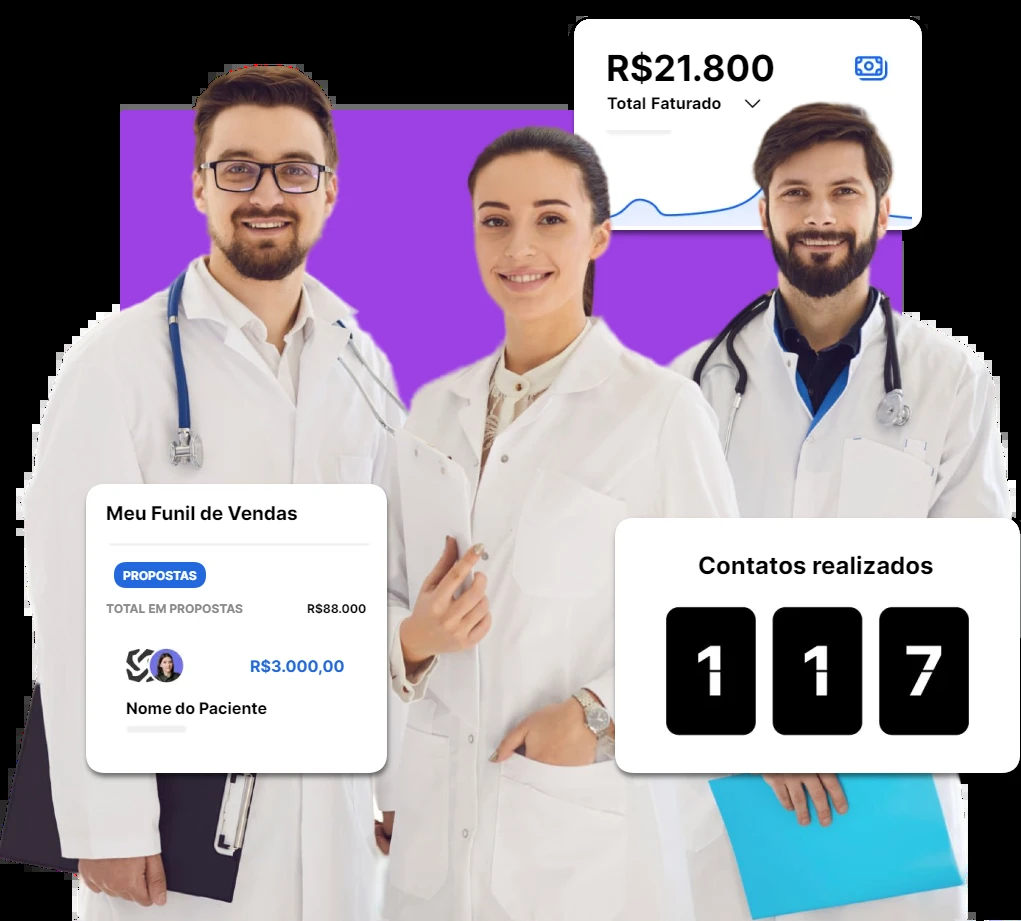 R$21.800
Total Faturado
Meu Funil de Vendas
PROPOSTAS
TOTAL EM PROPOSTAS R$88.000
R$3.000,00
Nome do Paciente
Contatos realizados
1 1 7